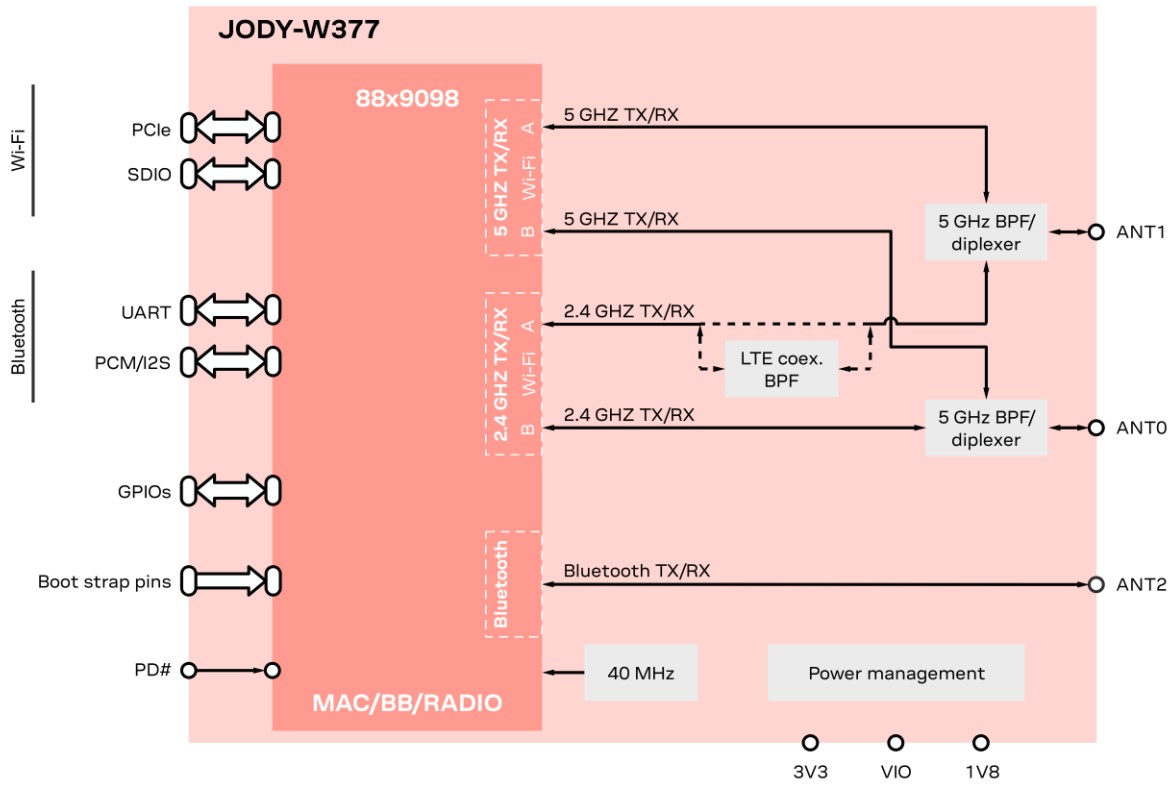 JODY-W377
88x9098
Wi-Fi
PCIe
SDIO
Bluetooth
UART
PCM/I2S
GPIOs
Boot strap pins
PD#
5 GHZ TX/RX
Wi-Fi
A
B
2.4 GHZ TX/RX
Wi-Fi
A
B
Bluetooth
MAC/BB/RADIO
5 GHZ TX/RX
5 GHZ TX/RX
2.4 GHZ TX/RX
2.4 GHZ TX/RX
Bluetooth TX/RX
LTE coex.
BPF
5 GHz BPF/
diplexer
ANT1
5 GHz BPF/
diplexer
ANT0
ANT2
40 MHz
Power management
3V3
VIO
1V8